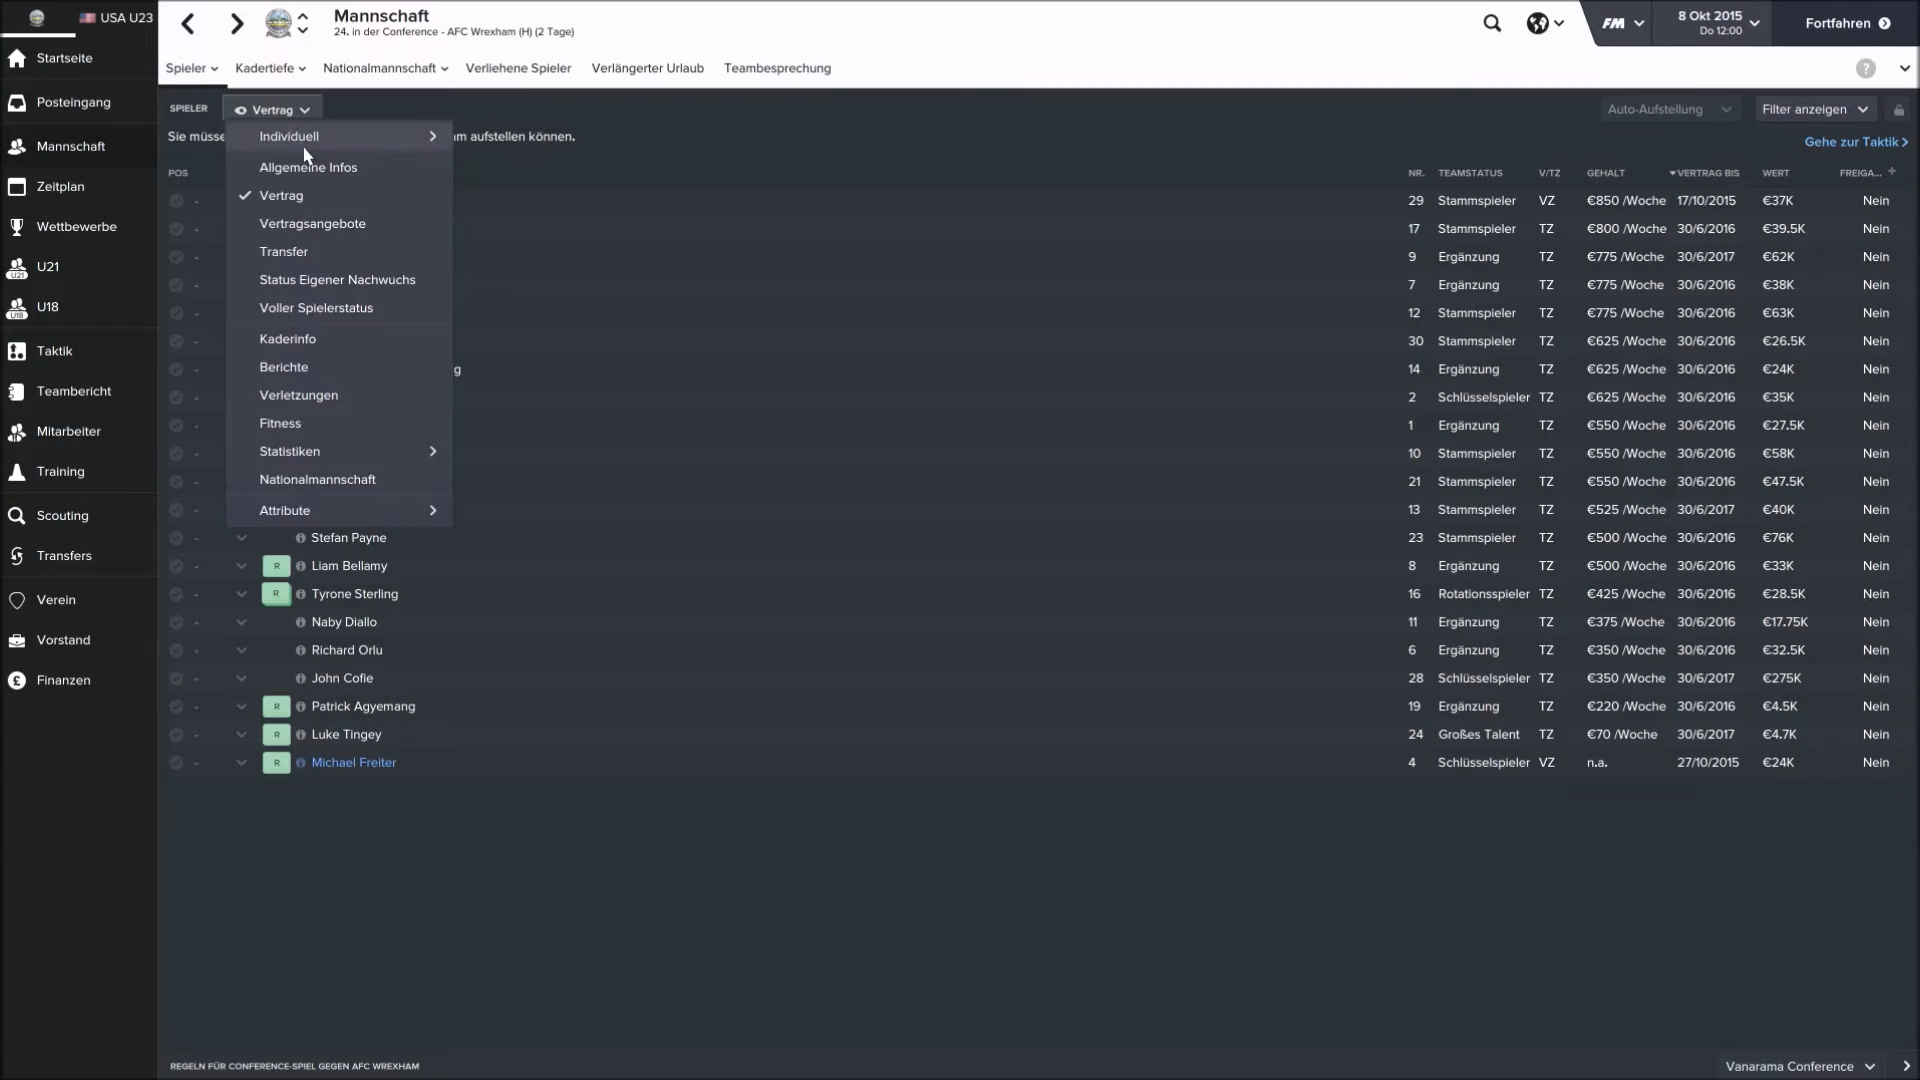 USA U23
Mannschaft
24. in der Conference - AFC Wrexham (H) (2 Tage)
FM
8 Okt 2015
Do 12:00
Fortfahren
Startseite
Posteingang
Mannschaft
Zeitplan
Wettbewerbe
U21
U18
Taktik
Teambericht
Mitarbeiter
Training
Scouting
Transfers
Verein
Vorstand
Finanzen
Spieler Kadertiefe Nationalmannschaft Verliehene Spieler Verlängerter Urlaub Teambesprechung
SPIELER Vertrag Auto-Aufstellung Filter anzeigen
Sie müsse aufstellen können.
Gehe zur Taktik
Individuell
Allgemeine Infos
Vertrag
Vertragsangebote
Transfer
Status Eigener Nachwuchs
Voller Spielerstatus
Kaderinfo
Berichte
Verletzungen
Fitness
Statistiken
Nationalmannschaft
Attribute
POS NR. TEAMSTATUS V/TZ GEHALT VERTRAG BIS WERT FREIGA...
- 29 Stammspieler VZ €850 /Woche 17/10/2015 €37K Nein
- 17 Stammspieler TZ €800 /Woche 30/6/2016 €39.5K Nein
- 9 Ergänzung TZ €775 /Woche 30/6/2017 €62K Nein
- 7 Ergänzung TZ €775 /Woche 30/6/2016 €38K Nein
- 12 Stammspieler TZ €775 /Woche 30/6/2016 €63K Nein
- 30 Stammspieler TZ €625 /Woche 30/6/2016 €26.5K Nein
- g 14 Ergänzung TZ €625 /Woche 30/6/2016 €24K Nein
- 2 Schlüsselspieler TZ €625 /Woche 30/6/2016 €35K Nein
- 1 Ergänzung TZ €550 /Woche 30/6/2016 €27.5K Nein
- 10 Stammspieler TZ €550 /Woche 30/6/2016 €58K Nein
- 21 Stammspieler TZ €550 /Woche 30/6/2016 €47.5K Nein
- 13 Stammspieler TZ €525 /Woche 30/6/2017 €40K Nein
- Stefan Payne 23 Stammspieler TZ €500 /Woche 30/6/2016 €76K Nein
- R Liam Bellamy 8 Ergänzung TZ €500 /Woche 30/6/2016 €33K Nein
- R Tyrone Sterling 16 Rotationsspieler TZ €425 /Woche 30/6/2016 €28.5K Nein
- Naby Diallo 11 Ergänzung TZ €375 /Woche 30/6/2016 €17.75K Nein
- Richard Orlu 6 Ergänzung TZ €350 /Woche 30/6/2016 €32.5K Nein
- John Cofie 28 Schlüsselspieler TZ €350 /Woche 30/6/2017 €275K Nein
- R Patrick Agyemang 19 Ergänzung TZ €220 /Woche 30/6/2016 €4.5K Nein
- R Luke Tingey 24 Großes Talent TZ €70 /Woche 30/6/2017 €4.7K Nein
- R Michael Freiter 4 Schlüsselspieler VZ n.a. 27/10/2015 €24K Nein
REGELN FÜR CONFERENCE-SPIEL GEGEN AFC WREXHAM
Vanarama Conference